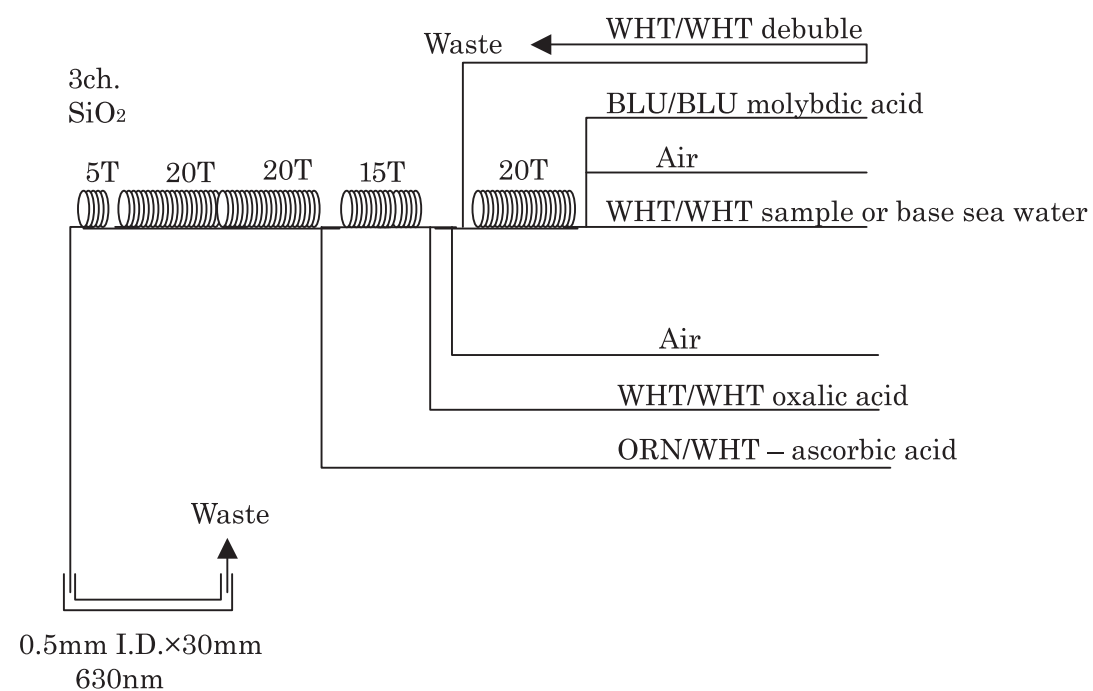 WHT/WHT debuble
Waste
3ch.
SiO2
BLU/BLU molybdic acid
5T
20T
20T
15T
20T
Air
WHT/WHT sample or base sea water
Air
WHT/WHT oxalic acid
ORN/WHT – ascorbic acid
Waste
0.5mm I.D.×30mm
630nm